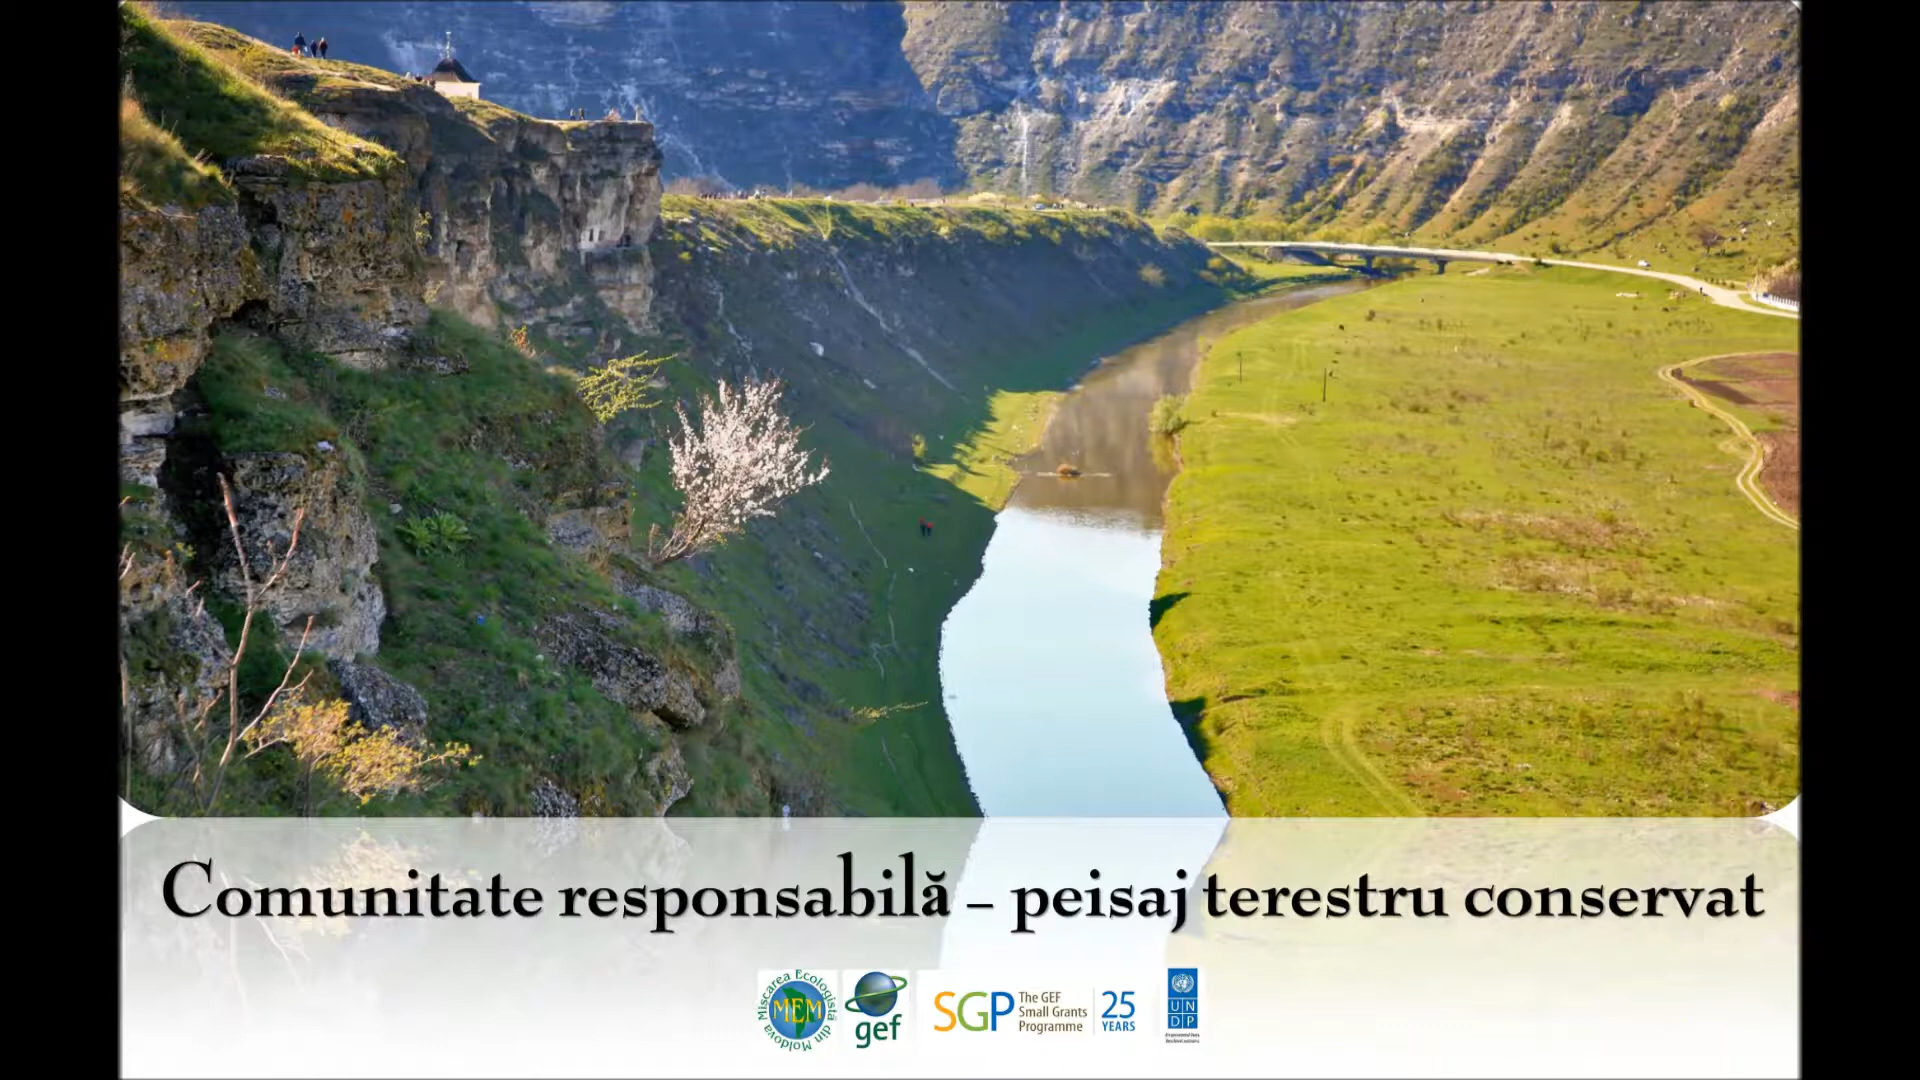 Comunitate responsabilă – peisaj terestru conservat
Mișcarea Ecologistă din Moldova
MEM
gef
SGP
The GEF
Small Grants
Programme
25
YEARS
UN
DP